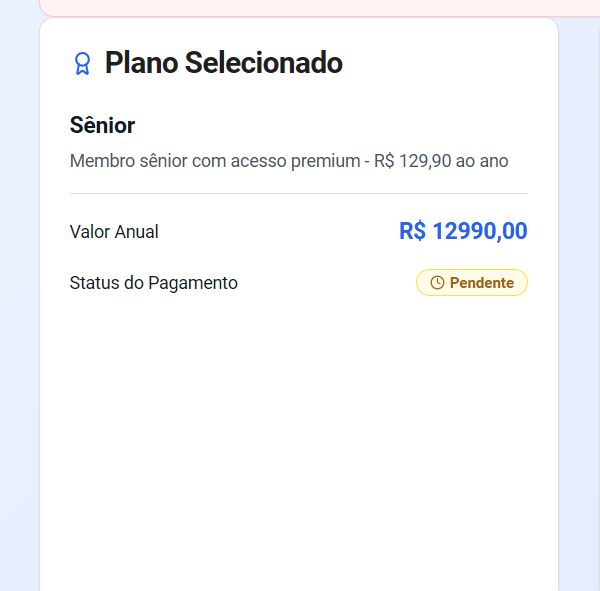 Plano Selecionado
Sênior
Membro sênior com acesso premium - R$ 129,90 ao ano
Valor Anual R$ 12990,00
Status do Pagamento Pendente